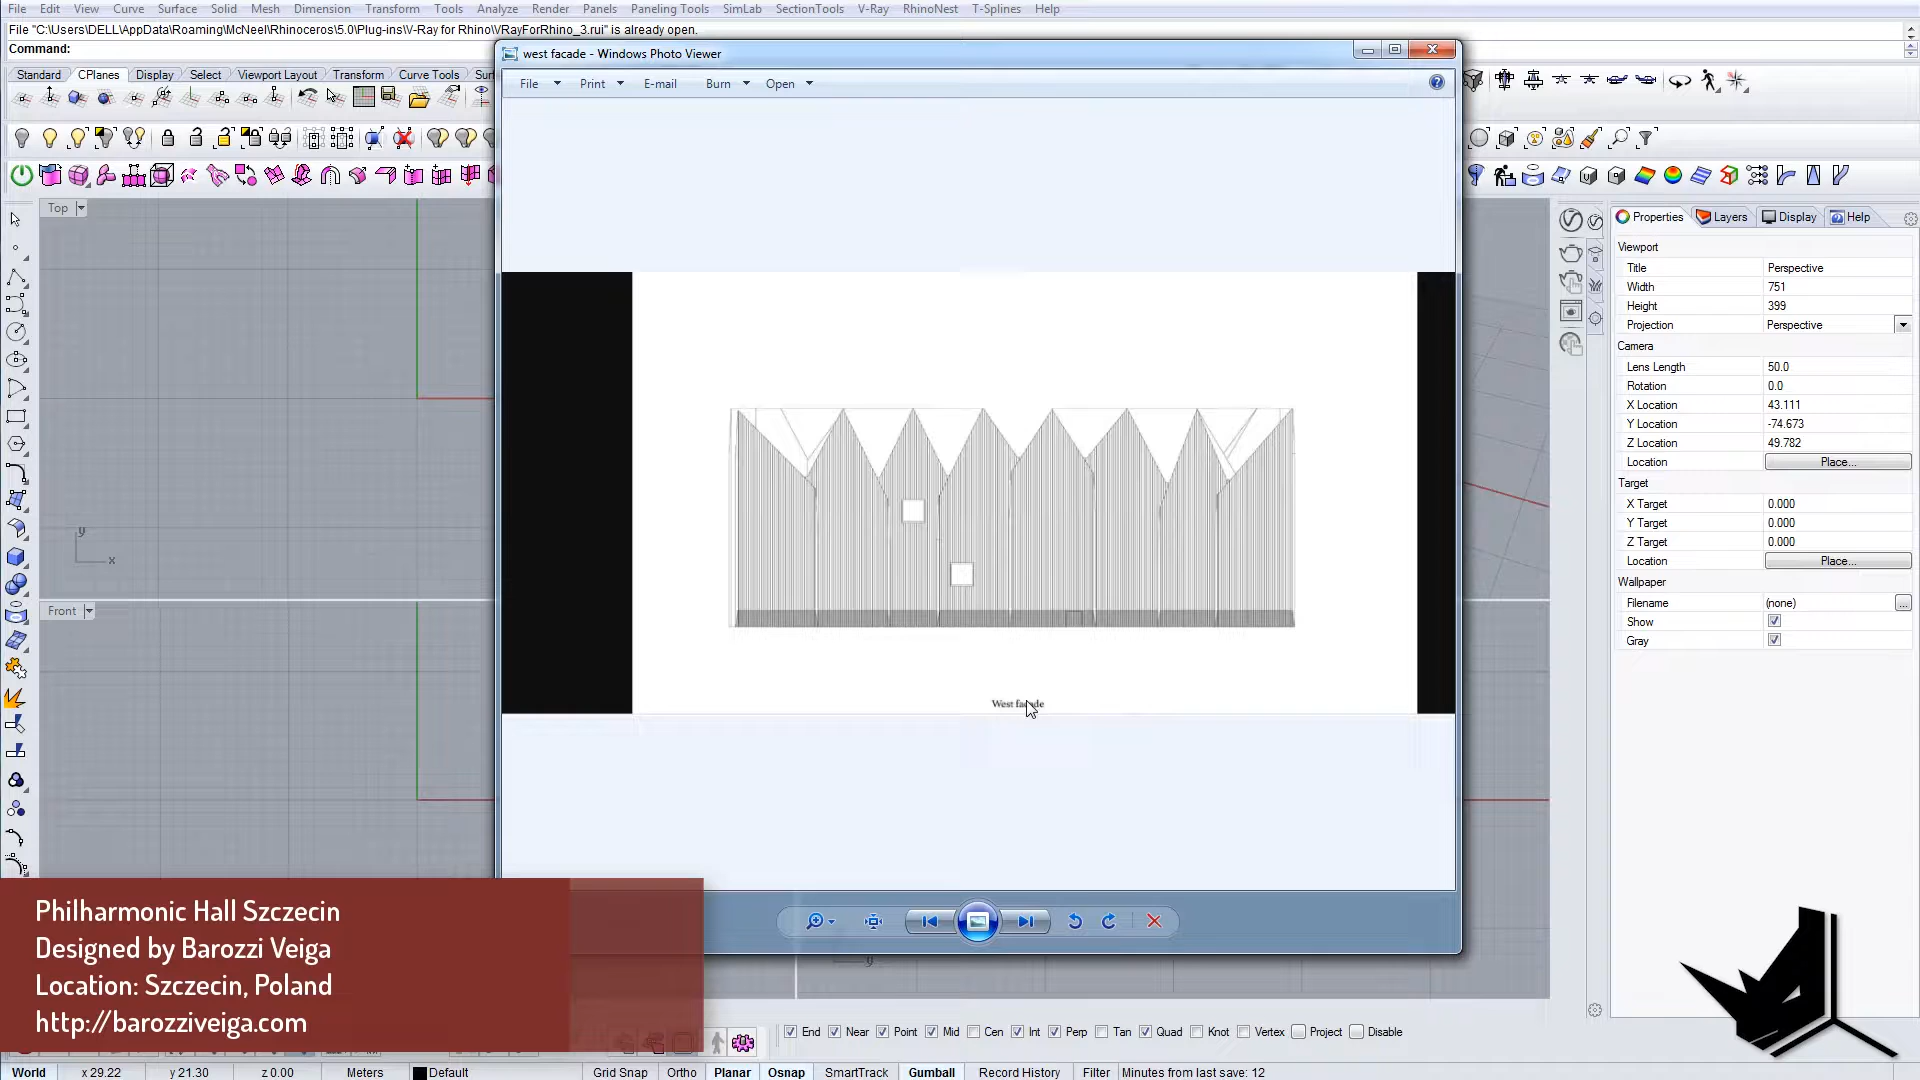 File Edit View Curve Surface Solid Mesh Dimension Transform Tools Analyze Render Panels Paneling Tools SimLab SectionTools V-Ray RhinoNest T-Splines Help
File "C:\Users\DELL\AppData\Roaming\McNeel\Rhinoceros\5.0\Plug-ins\V-Ray for Rhino\VRayForRhino_3.rui" is already open.
Command:
west facade - Windows Photo Viewer
Standard CPlanes Display Select Viewport Layout Transform Curve Tools
File Print E-mail Burn Open
Top
Properties Layers Display Help
Viewport
Title Perspective
Width 751
Height 399
Projection Perspective
Camera
Lens Length 50.0
Rotation 0.0
X Location 43.111
Y Location -74.673
Z Location 49.782
Location Place...
Target
X Target 0.000
Y Target 0.000
Z Target 0.000
Location Place...
Wallpaper
Filename (none) ...
Show
Gray
y
x
Front
West facade
Philharmonic Hall Szczecin
Designed by Barozzi Veiga
Location: Szczecin, Poland
http://barozziveiga.com
End Near Point Mid Cen Int Perp Tan Quad Knot Vertex Project Disable
World x 29.22 y 21.30 z 0.00 Meters Default Grid Snap Ortho Planar Osnap SmartTrack Gumball Record History Filter Minutes from last save: 12